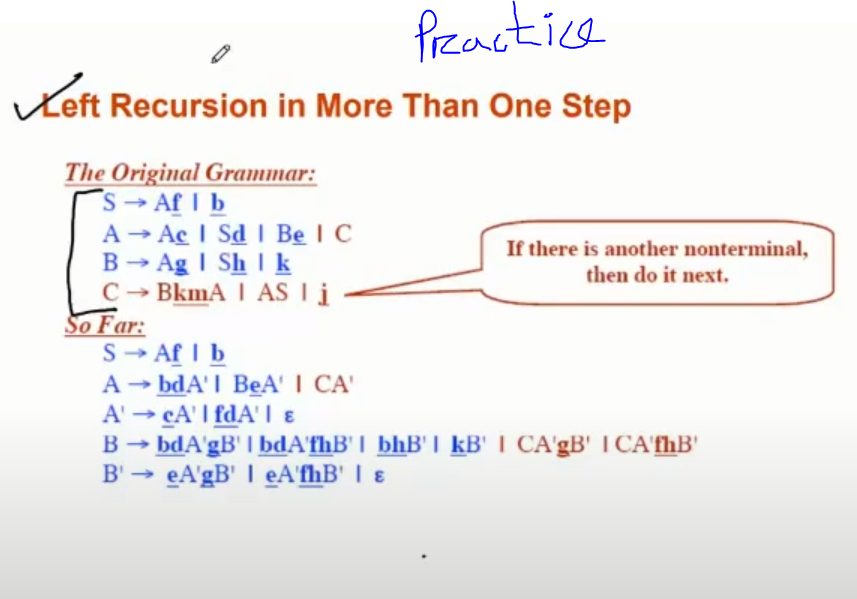 Practice
Left Recursion in More Than One Step
The Original Grammar:
S → Af | b
A → Ac | Sd | Be | C
B → Ag | Sh | k
C → BkmA | AS | j
If there is another nonterminal,
then do it next.
So Far:
S → Af | b
A → bdA' | BeA' | CA'
A' → cA' | fdA' | ε
B → bdA'gB' | bdA'fhB' | bhB' | kB' | CA'gB' | CA'fhB'
B' → eA'gB' | eA'fhB' | ε